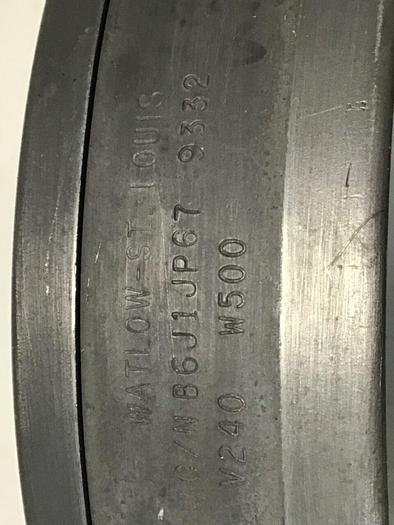 WATLOW-ST. LOUIS
C/N B6J1JP67 9332
V240 W500